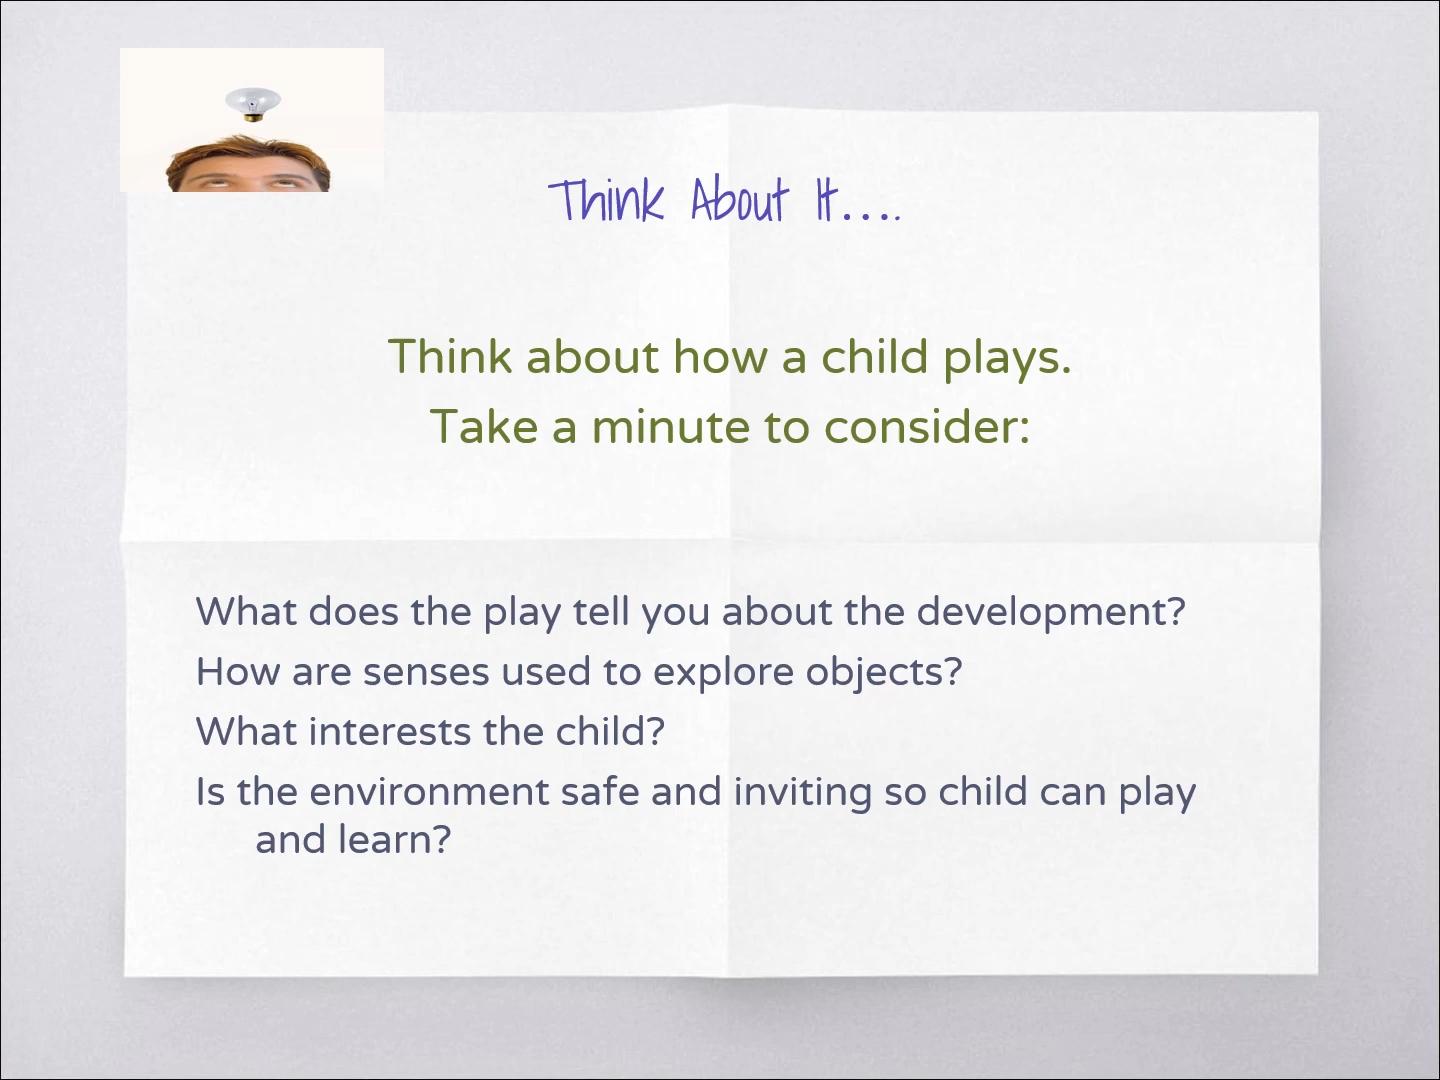 Think About It....
Think about how a child plays.
Take a minute to consider:
What does the play tell you about the development?
How are senses used to explore objects?
What interests the child?
Is the environment safe and inviting so child can play
and learn?